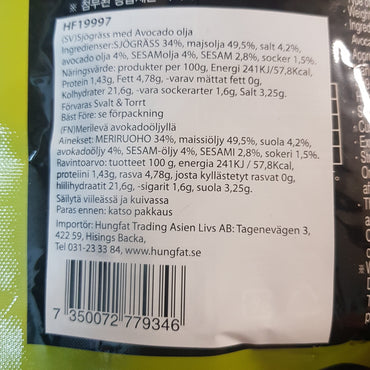 HF19997
(SV)Sjögräss med Avocado olja
Ingredienser:SJÖGRÄSS 34%, majsolja 49,5%, salt 4,2%,
avocado olja 4%, SESAMolja 4%, SESAM 2,8%, socker 1,5%.
Näringsvärde: produkter per 100g, Energi 241KJ/57,8Kcal,
Protein 1,43g, Fett 4,78g, -varav mättat fett 0g,
Kolhydrater 21,6g, -vara sockerarter 1,6g, Salt 3,25g.
Förvaras Svalt & Torrt
Bäst Före: se förpackning
(FN)Merilevä avokadoöljyllä
Ainekset: MERIRUOHO 34%, maissiöljy 49,5%, suola 4,2%,
avokadoöljy 4%, SESAM-öljy 4%, SESAMI 2,8%, sokeri 1,5%.
Ravintoarvo: tuotteet 100 g, energia 241KJ / 57,8Kcal,
proteiini 1,43g, rasva 4,78g, josta kyllästetyt rasvat 0g,
hiilihydraatit 21,6g, -sigarit 1,6g, suola 3,25g.
Säilytä viileässä ja kuivassa
Paras ennen: katso pakkaus
Importör: Hungfat Trading Asien Livs AB: Tagenevägen 3,
422 59, Hisings Backa,
Tel 031-23 33 84, www.hungfat.se
7 350072 779346